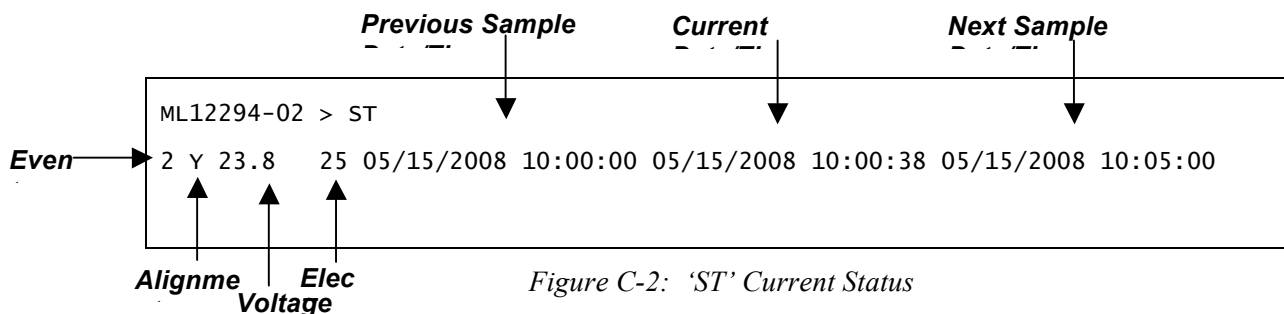 Previous Sample Current Next Sample
ML12294-02 > ST
Even 2 Y 23.8 25 05/15/2008 10:00:00 05/15/2008 10:00:38 05/15/2008 10:05:00
Alignme Elec
Voltage
Figure C-2: ‘ST’ Current Status